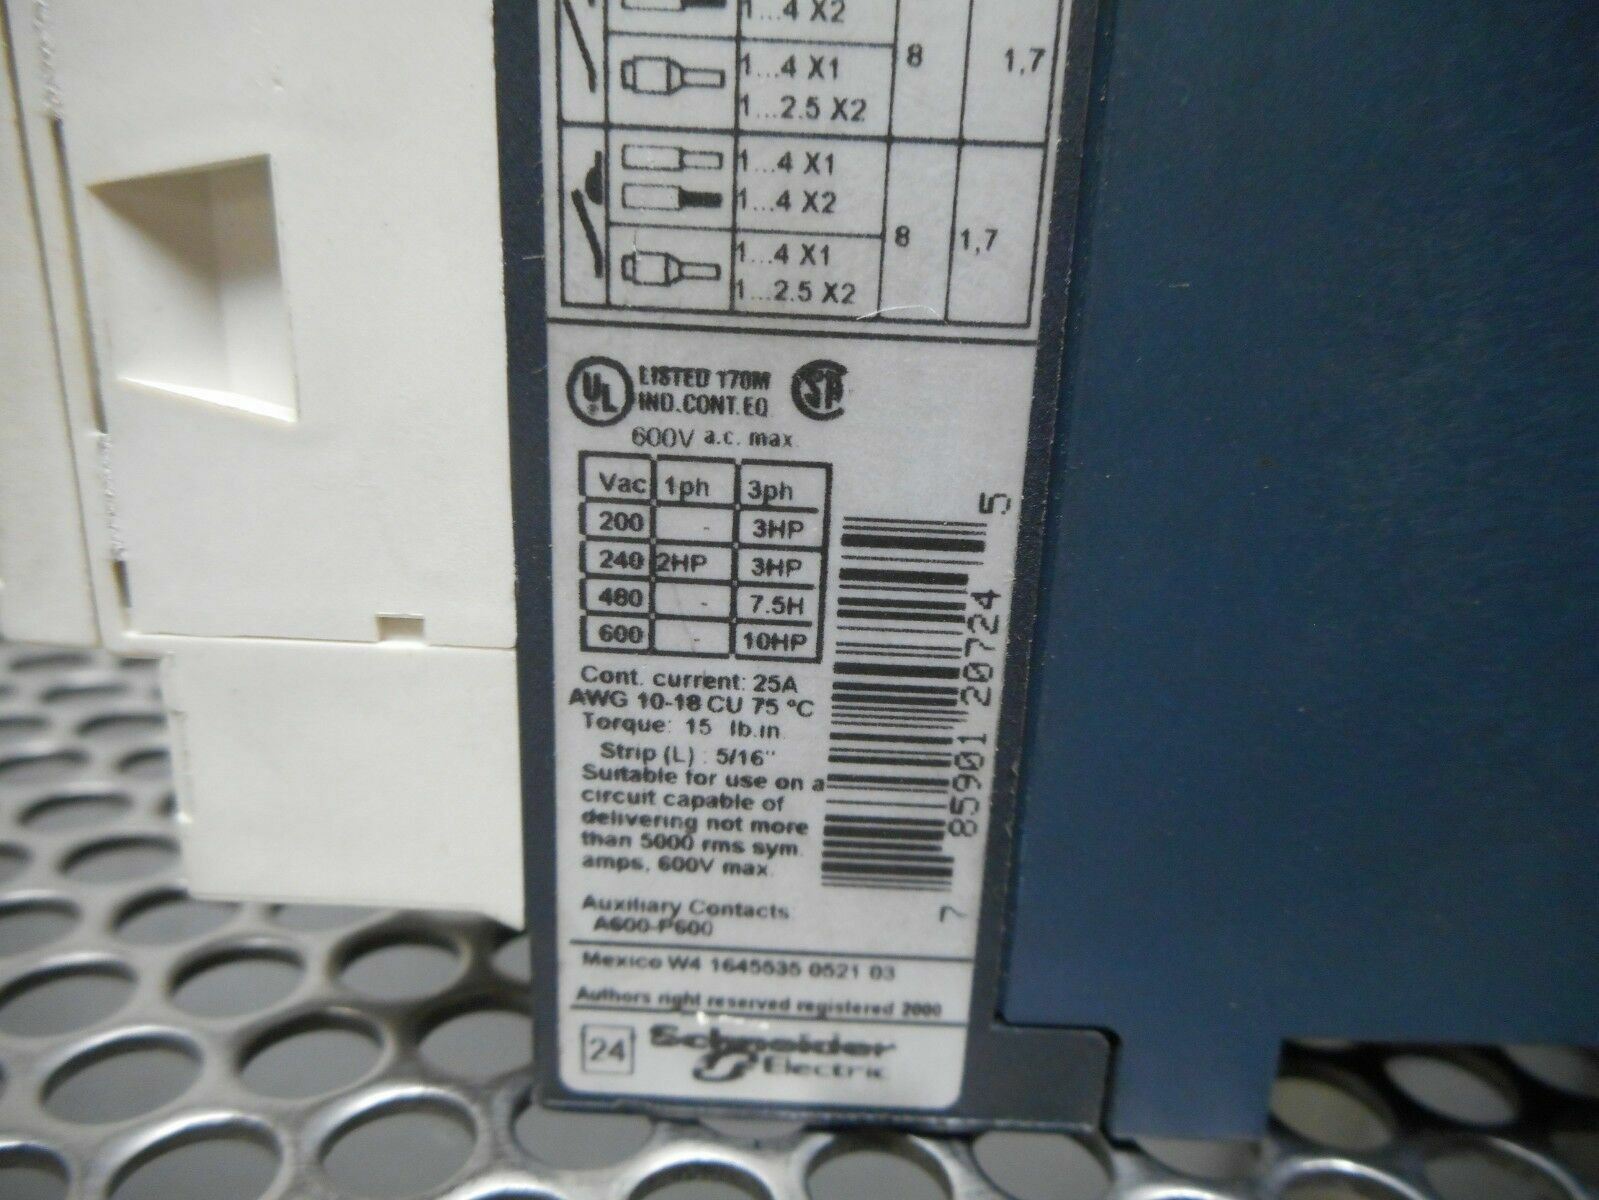 1...4 X2
1...4 X1
1...2.5 X2
8
1,7
1...4 X1
1...4 X2
1...4 X1
1...2.5 X2
8
1,7
UL
LISTED 170M
IND.CONT.EQ.
SA
600V a.c. max.
Vac 1ph 3ph
200 - 3HP
240 2HP 3HP
480 - 7.5H
600 - 10HP
Cont. current: 25A
AWG 10-18 CU 75 °C
Torque: 15 lb.in.
Strip (L) : 5/16"
Suitable for use on a
circuit capable of
delivering not more
than 5000 rms sym.
amps, 600V max.
Auxiliary Contacts:
A600-P600
7 85901 20724 5
Mexico W4 1645535 0521 03
Authors right reserved registered 2000
24
Schneider
Electric